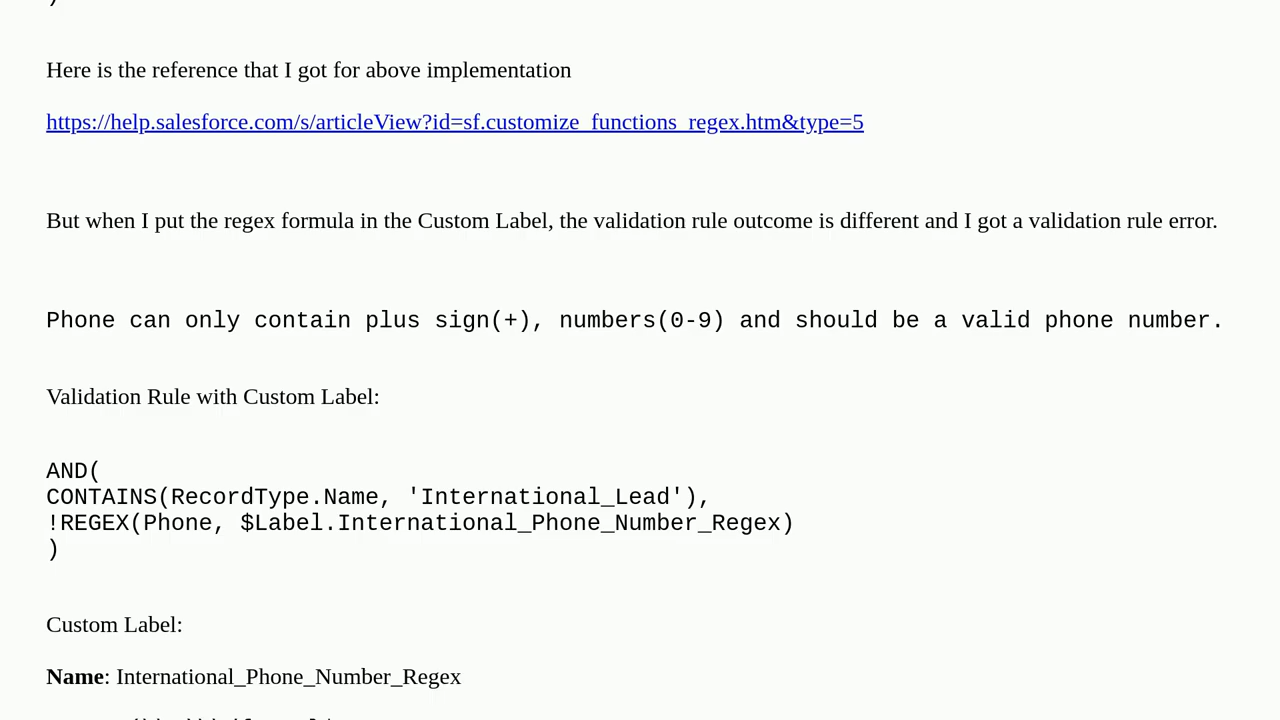 Here is the reference that I got for above implementation
https://help.salesforce.com/s/articleView?id=sf.customize_functions_regex.htm&type=5
But when I put the regex formula in the Custom Label, the validation rule outcome is different and I got a validation rule error.
Phone can only contain plus sign(+), numbers(0-9) and should be a valid phone number.
Validation Rule with Custom Label:
AND(
CONTAINS(RecordType.Name, 'International_Lead'),
!REGEX(Phone, $Label.International_Phone_Number_Regex)
)
Custom Label:
Name: International_Phone_Number_Regex